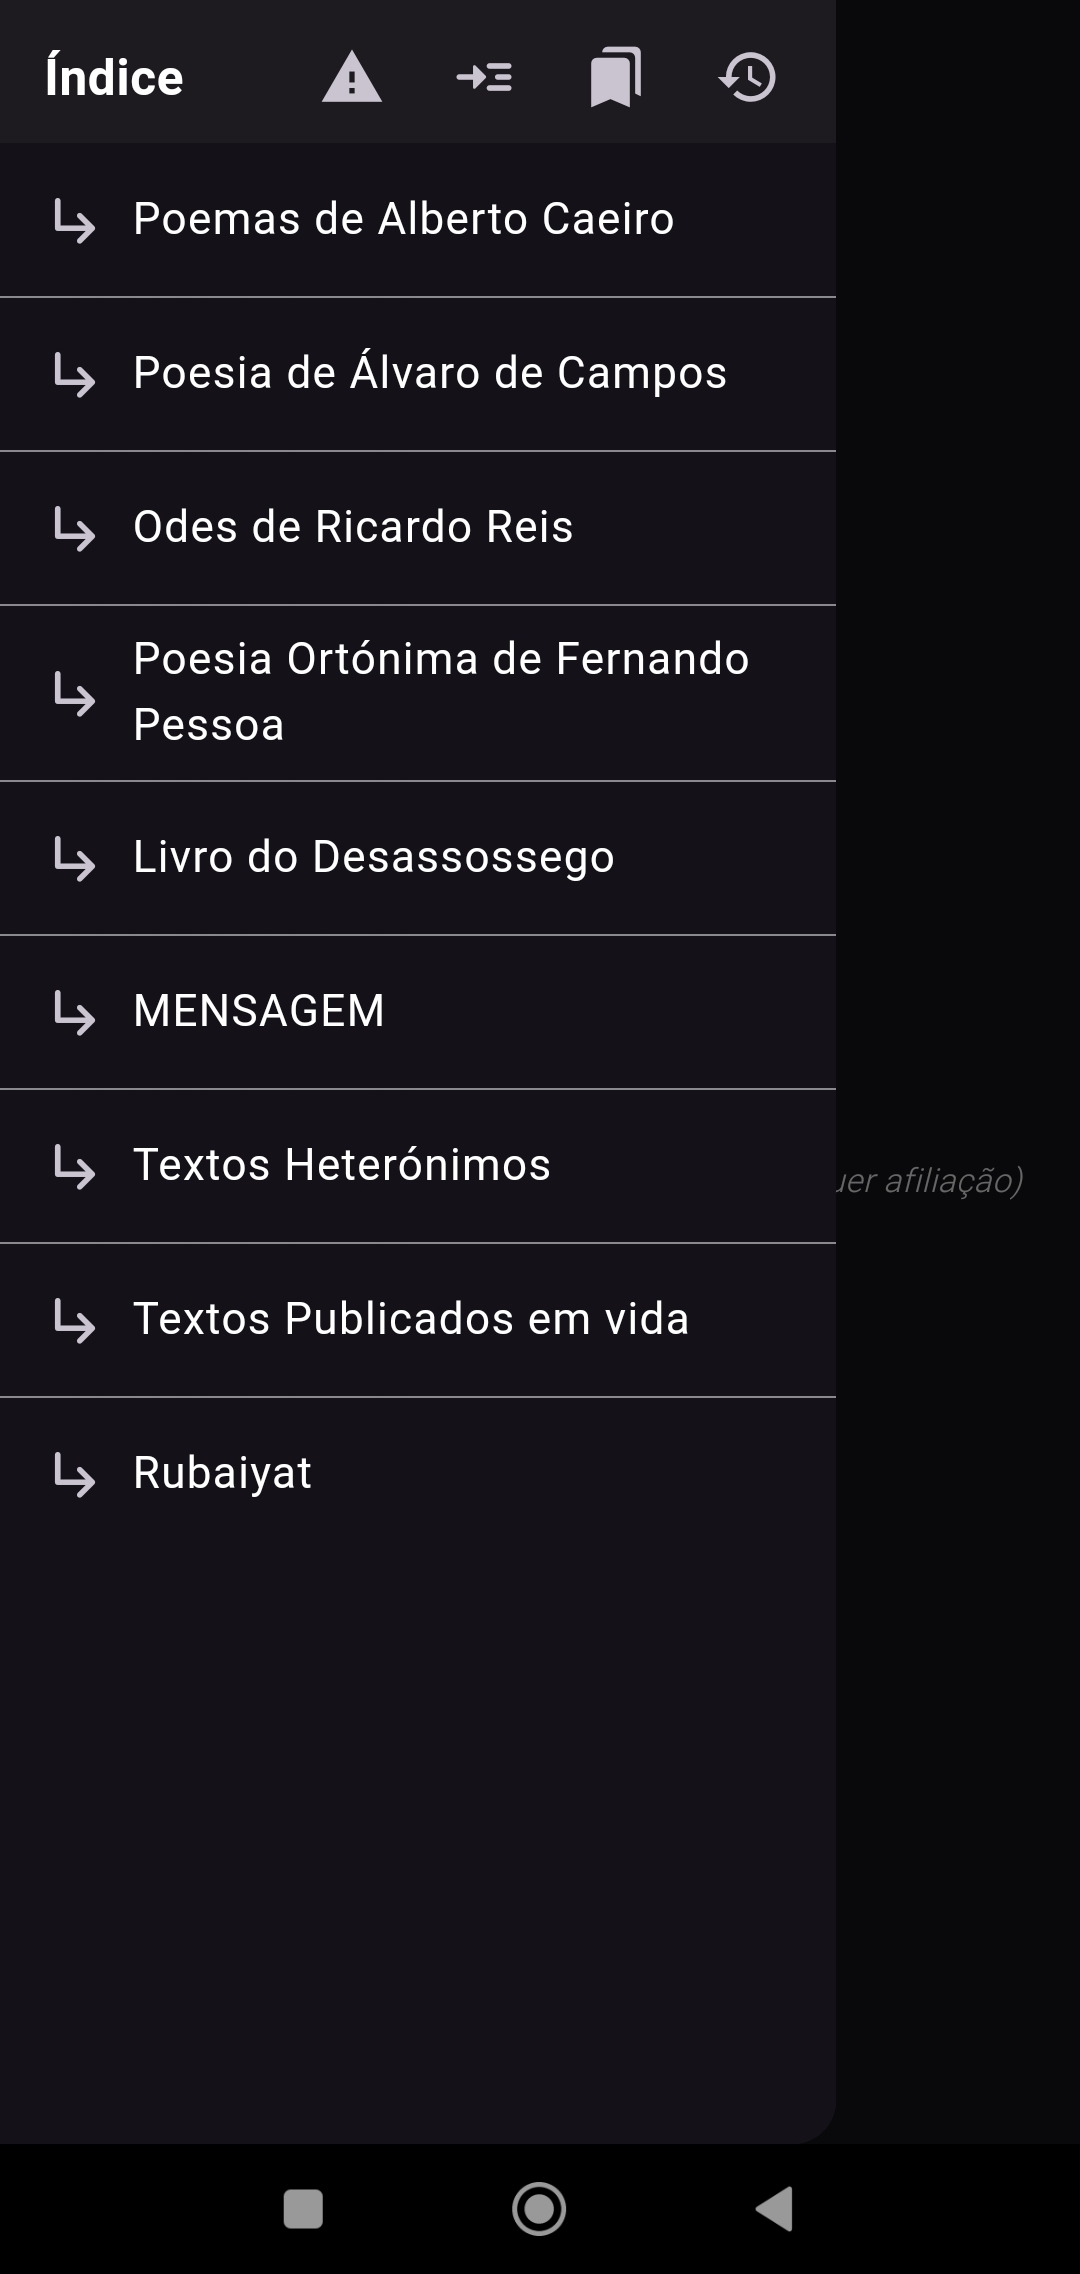 Índice
Poemas de Alberto Caeiro
Poesia de Álvaro de Campos
Odes de Ricardo Reis
Poesia Ortónima de Fernando
Pessoa
Livro do Desassossego
MENSAGEM
Textos Heterónimos
afiliação)
Textos Publicados em vida
Rubaiyat